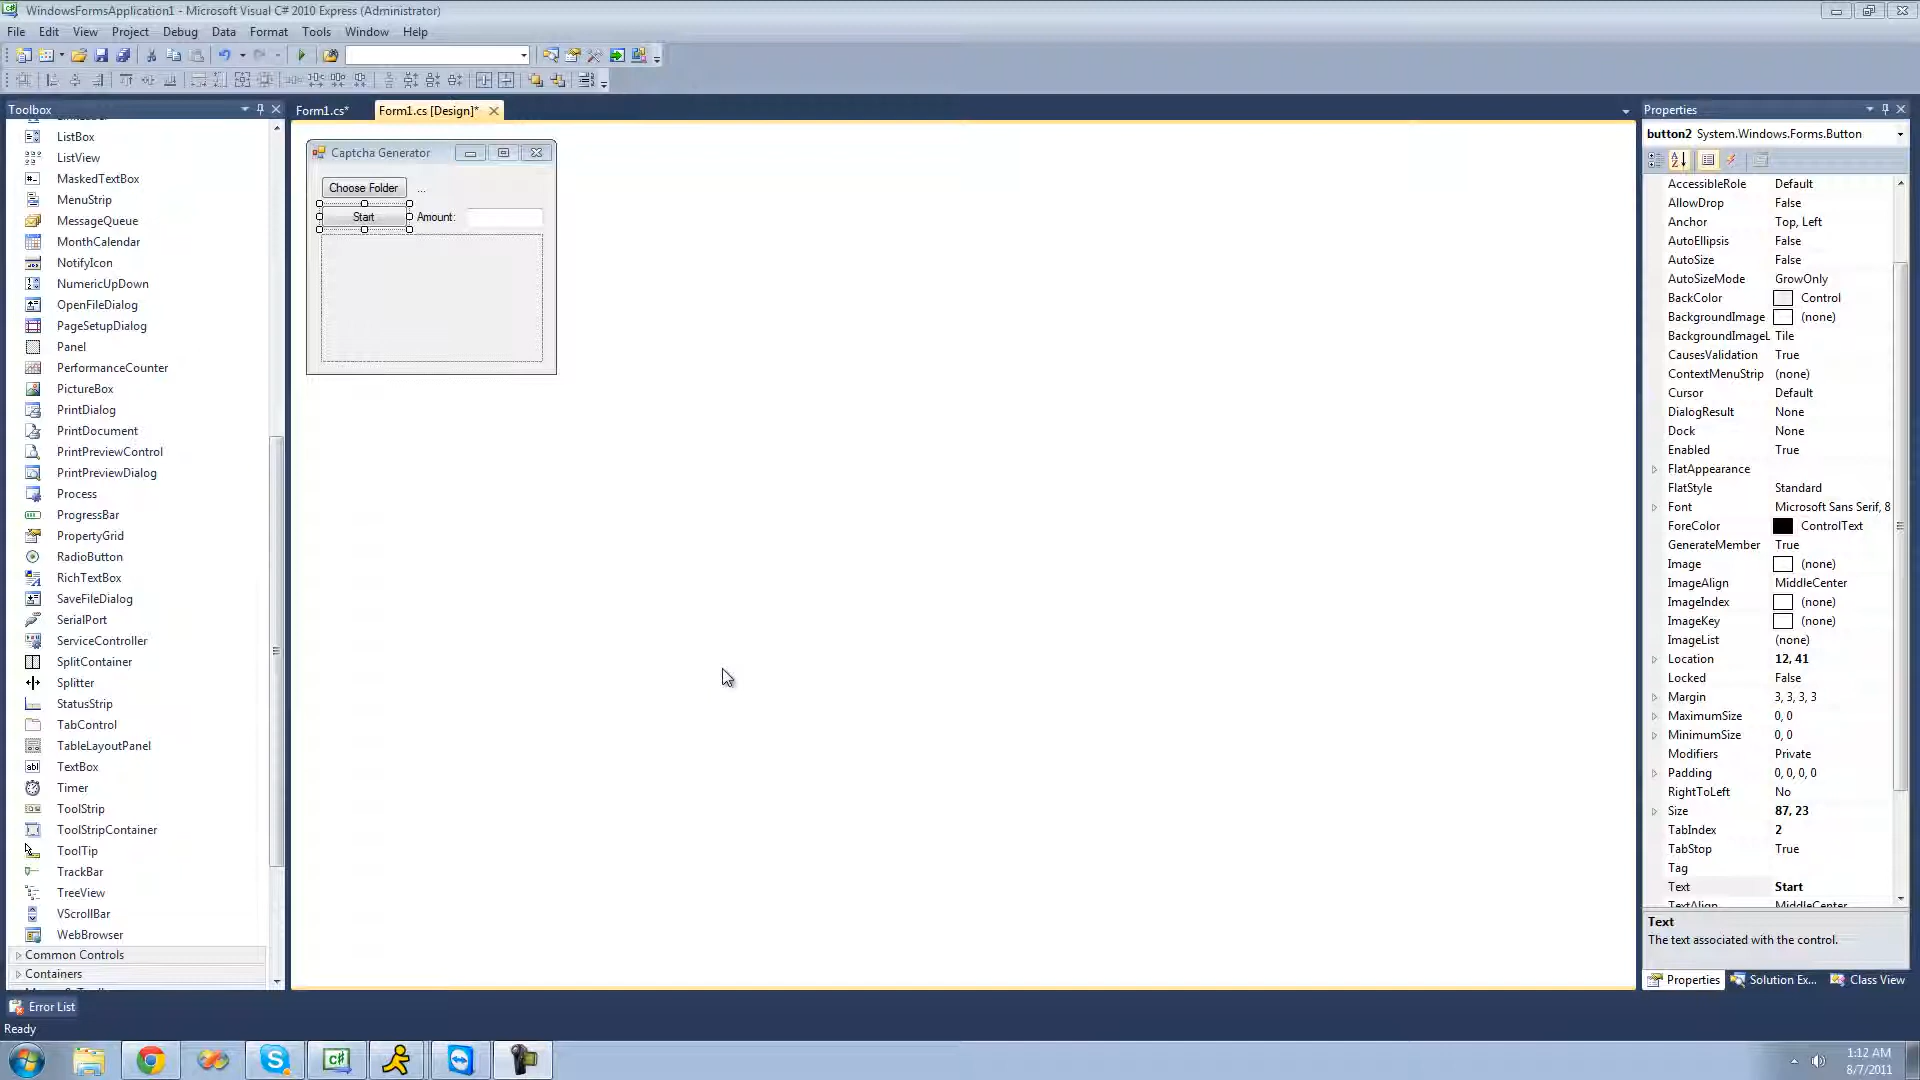 WindowsFormsApplication1 - Microsoft Visual C# 2010 Express (Administrator)
File Edit View Project Debug Data Format Tools Window Help
Toolbox
Form1.cs*
Form1.cs [Design]*
Properties
ListBox
ListView
MaskedTextBox
MenuStrip
MessageQueue
MonthCalendar
NotifyIcon
NumericUpDown
OpenFileDialog
PageSetupDialog
Panel
PerformanceCounter
PictureBox
PrintDialog
PrintDocument
PrintPreviewControl
PrintPreviewDialog
Process
ProgressBar
PropertyGrid
RadioButton
RichTextBox
SaveFileDialog
SerialPort
ServiceController
SplitContainer
Splitter
StatusStrip
TabControl
TableLayoutPanel
TextBox
Timer
ToolStrip
ToolStripContainer
ToolTip
TrackBar
TreeView
VScrollBar
WebBrowser
Common Controls
Containers
Captcha Generator
Choose Folder ...
Start Amount:
button2 System.Windows.Forms.Button
AccessibleRole Default
AllowDrop False
Anchor Top, Left
AutoEllipsis False
AutoSize False
AutoSizeMode GrowOnly
BackColor Control
BackgroundImage (none)
BackgroundImageL Tile
CausesValidation True
ContextMenuStrip (none)
Cursor Default
DialogResult None
Dock None
Enabled True
FlatAppearance
FlatStyle Standard
Font Microsoft Sans Serif, 8
ForeColor ControlText
GenerateMember True
Image (none)
ImageAlign MiddleCenter
ImageIndex (none)
ImageKey (none)
ImageList (none)
Location 12, 41
Locked False
Margin 3, 3, 3, 3
MaximumSize 0, 0
MinimumSize 0, 0
Modifiers Private
Padding 0, 0, 0, 0
RightToLeft No
Size 87, 23
TabIndex 2
TabStop True
Tag
Text Start
TextAlign MiddleCenter
Text
The text associated with the control.
Properties Solution Ex... Class View
Error List
Ready
1:12 AM
8/7/2011